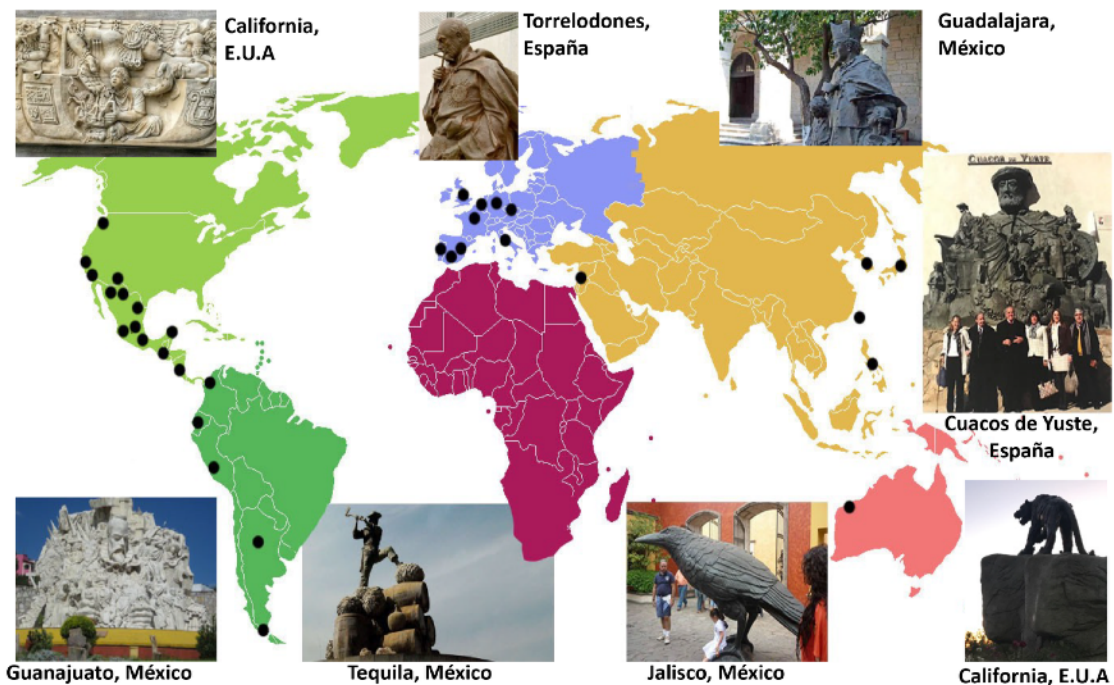 California,
E.U.A
Torrelodones,
España
Guadalajara,
México
CUACOS DE YUSTE
Cuacos de Yuste,
España
Guanajuato, México
Tequila, México
Jalisco, México
California, E.U.A